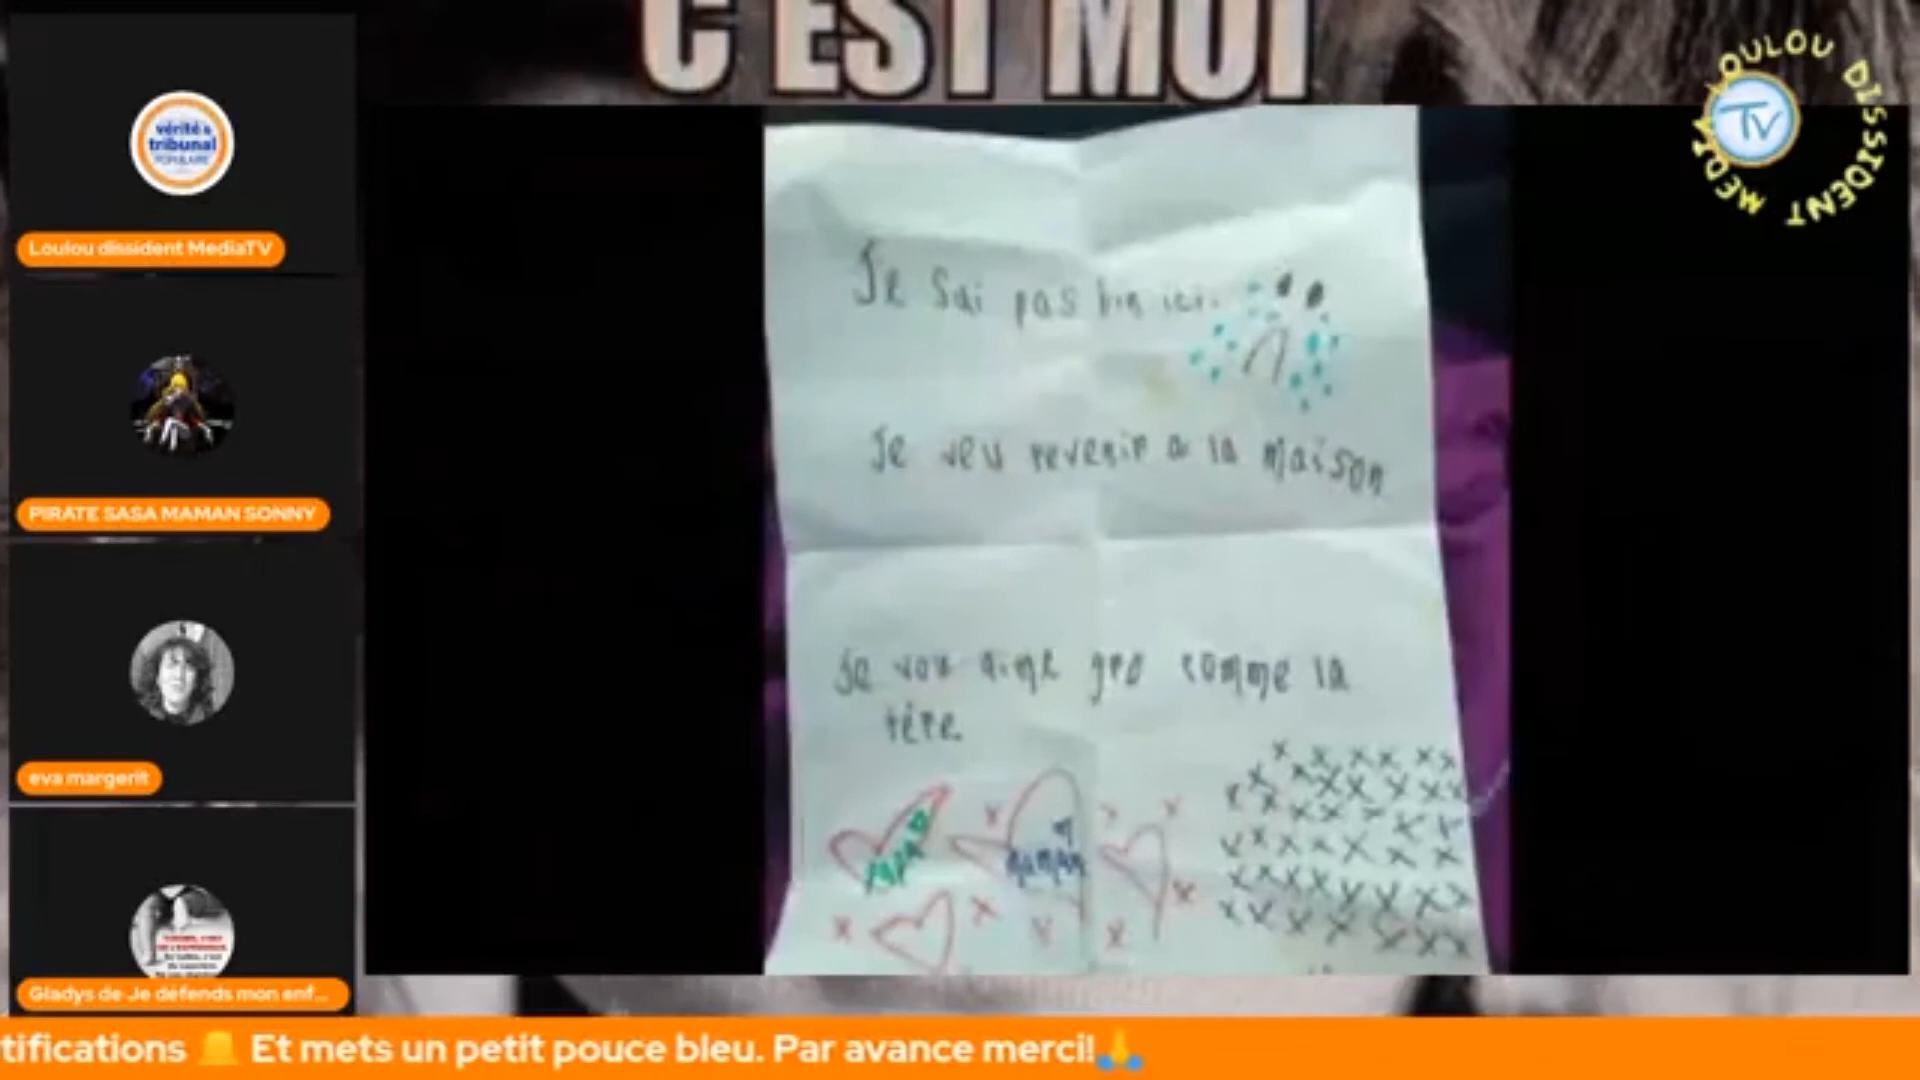 C'EST MOI
LOULOU DISSIDENT MEDIA
TV
vérité &
tribunal
POPULAIRE
Loulou dissident MediaTV
PIRATE SASA MAMAN SONNY
eva margerit
Gladys de Je défends mon enf...
Je sai pas bin ici.
Je veu revenir a la maison
je vou aime gro comme la
tére
PAPA
MAMAN
tifications 🔔 Et mets un petit pouce bleu. Par avance merci!🙏